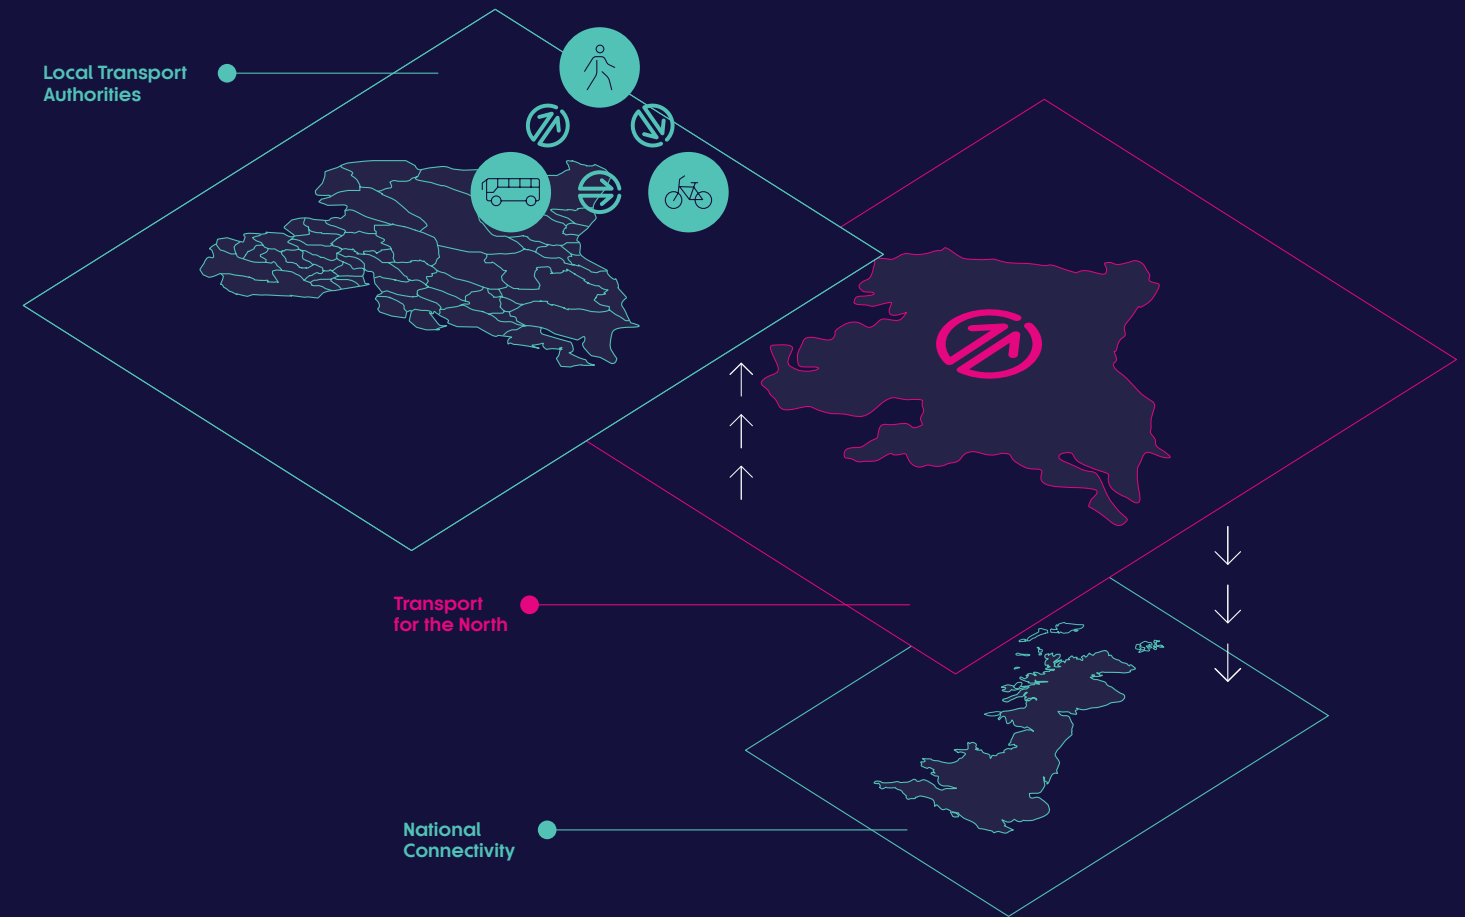 Local Transport
Authorities
Transport
for the North
National
Connectivity